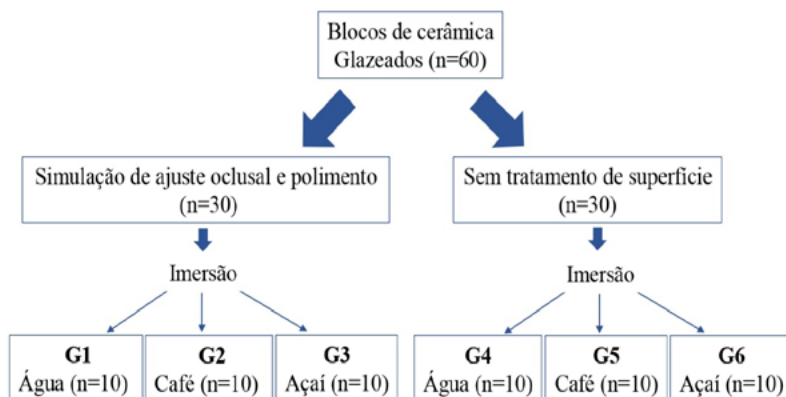 Blocos de cerâmica
Glazeados (n=60)
Simulação de ajuste oclusal e polimento
(n=30)
Sem tratamento de superfície
(n=30)
Imersão
Imersão
G1
Água (n=10)
G2
Café (n=10)
G3
Açaí (n=10)
G4
Água (n=10)
G5
Café (n=10)
G6
Açaí (n=10)